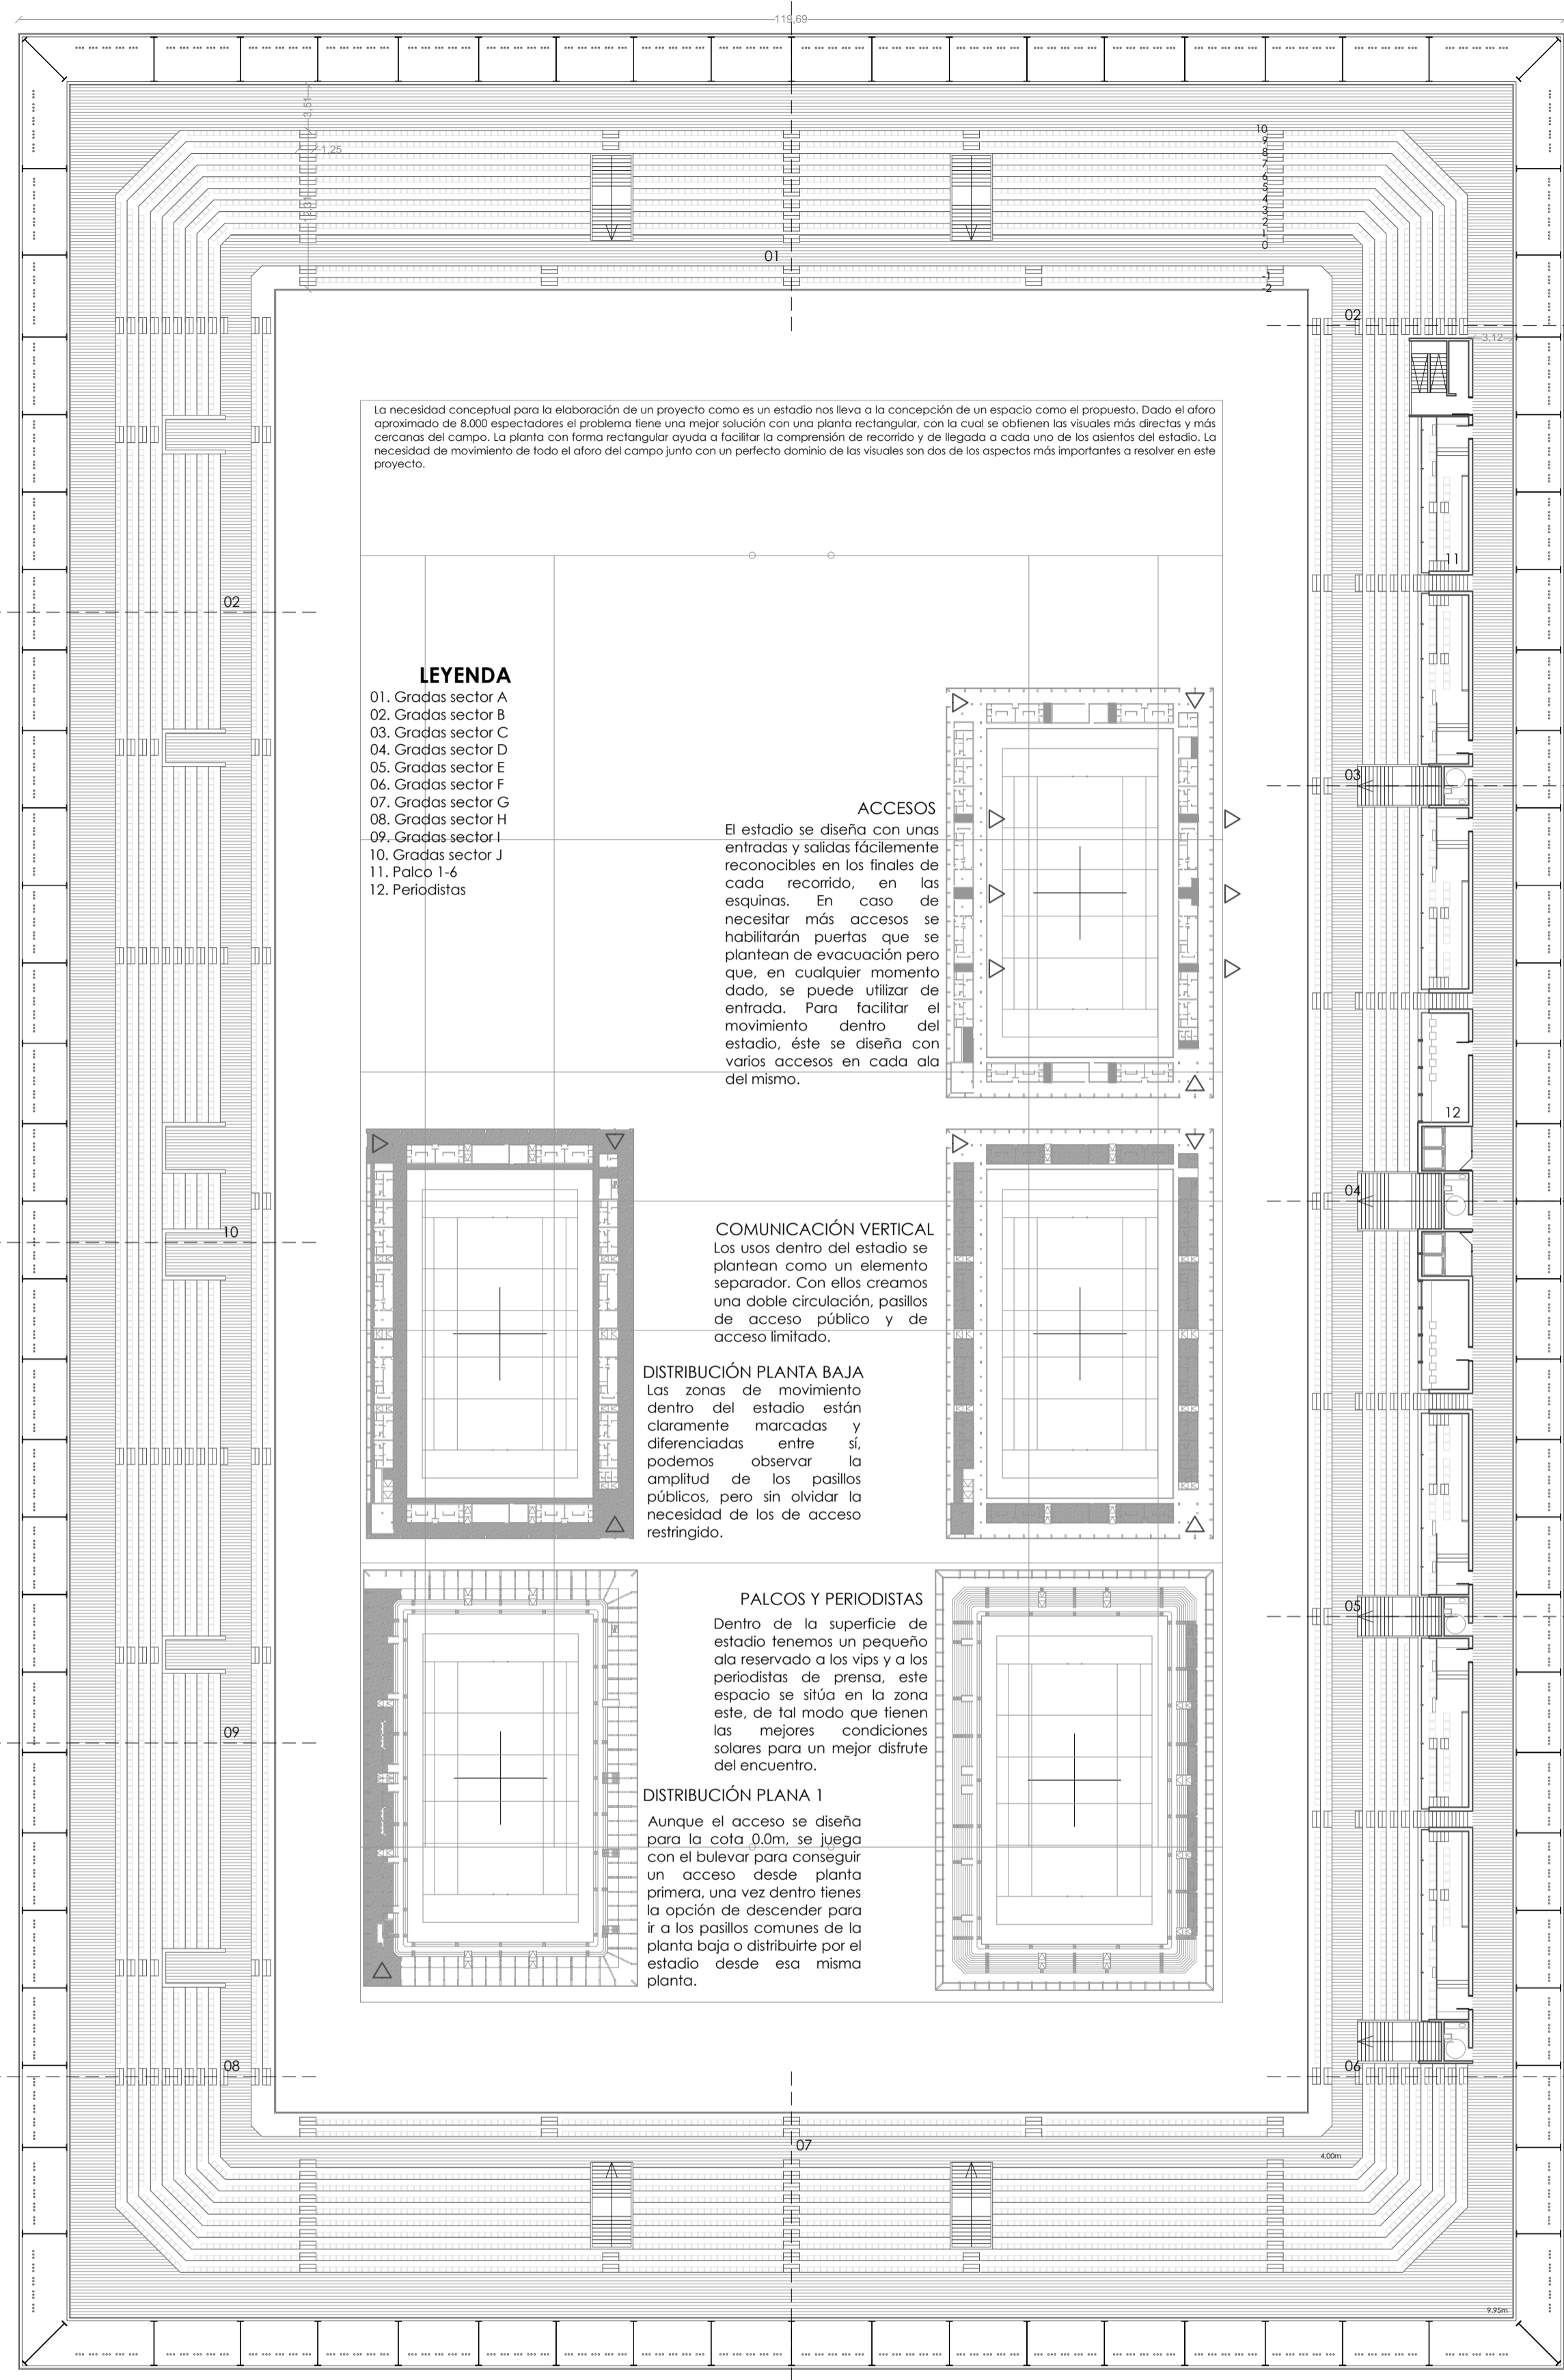 119,69
3,51
1,25
10
9
8
7
6
5
4
3
2
1
0
-1
-2
01
02
3,12
La necesidad conceptual para la elaboración de un proyecto como es un estadio nos lleva a la concepción de un espacio como el propuesto. Dado el aforo
aproximado de 8.000 espectadores el problema tiene una mejor solución con una planta rectangular, con la cual se obtienen las visuales más directas y más
cercanas del campo. La planta con forma rectangular ayuda a facilitar la comprensión de recorrido y de llegada a cada uno de los asientos del estadio. La
necesidad de movimiento de todo el aforo del campo junto con un perfecto dominio de las visuales son dos de los aspectos más importantes a resolver en este
proyecto.
11
02
LEYENDA
01. Gradas sector A
02. Gradas sector B
03. Gradas sector C
04. Gradas sector D
05. Gradas sector E
06. Gradas sector F
07. Gradas sector G
08. Gradas sector H
09. Gradas sector I
10. Gradas sector J
11. Palco 1-6
12. Periodistas
03
ACCESOS
El estadio se diseña con unas
entradas y salidas fácilmente
reconocibles en los finales de
cada recorrido, en las
esquinas. En caso de
necesitar más accesos se
habilitarán puertas que se
plantean de evacuación pero
que, en cualquier momento
dado, se puede utilizar de
entrada. Para facilitar el
movimiento dentro del
estadio, éste se diseña con
varios accesos en cada ala
del mismo.
12
04
10
COMUNICACIÓN VERTICAL
Los usos dentro del estadio se
plantean como un elemento
separador. Con ellos creamos
una doble circulación, pasillos
de acceso público y de
acceso limitado.
DISTRIBUCIÓN PLANTA BAJA
Las zonas de movimiento
dentro del estadio están
claramente marcadas y
diferenciadas entre sí,
podemos observar la
amplitud de los pasillos
públicos, pero sin olvidar la
necesidad de los de acceso
restringido.
05
PALCOS Y PERIODISTAS
Dentro de la superficie de
estadio tenemos un pequeño
ala reservado a los vips y a los
periodistas de prensa, este
espacio se sitúa en la zona
este, de tal modo que tienen
las mejores condiciones
solares para un mejor disfrute
del encuentro.
09
DISTRIBUCIÓN PLANA 1
Aunque el acceso se diseña
para la cota 0.0m, se juega
con el bulevar para conseguir
un acceso desde planta
primera, una vez dentro tienes
la opción de descender para
ir a los pasillos comunes de la
planta baja o distribuirte por el
estadio desde esa misma
planta.
08
06
07
4.00m
9.95m